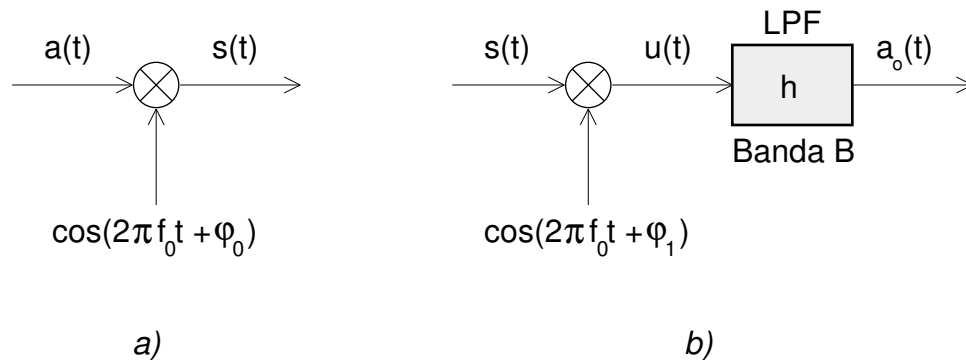 a(t) s(t)
cos(2πf₀t + φ₀)
a)
s(t) u(t) LPF aₒ(t)
h
Banda B
cos(2πf₀t + φ₁)
b)